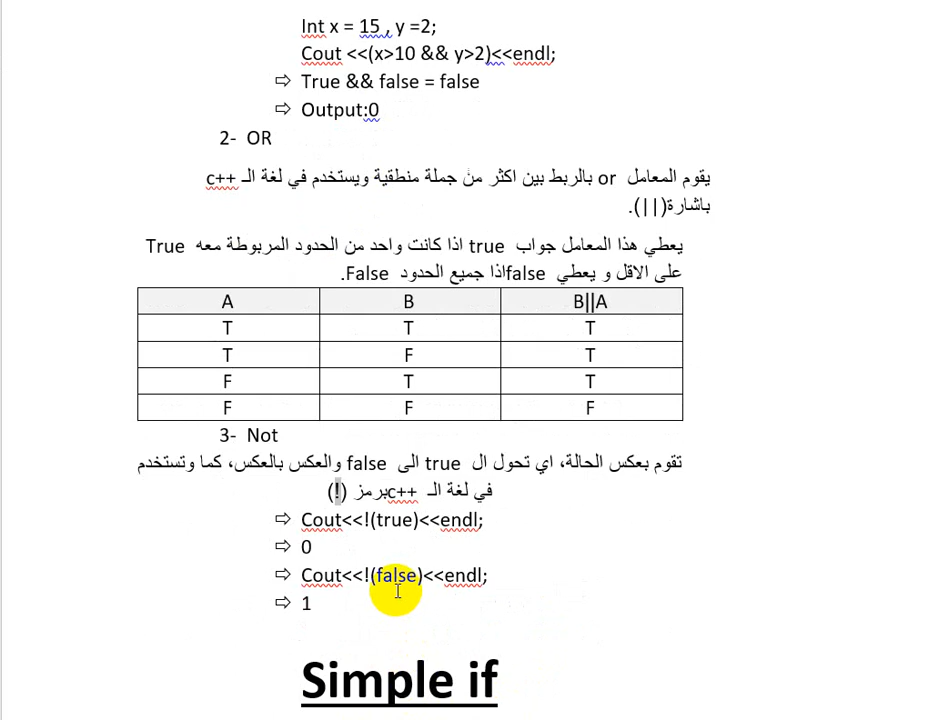 Int x = 15 , y =2;
Cout <<(x>10 && y>2)<<endl;
⇨ True && false = false
⇨ Output:0
2- OR
يقوم المعامل or بالربط بين اكثر من جملة منطقية ويستخدم في لغة الـ c++
باشارة(||).
يعطي هذا المعامل جواب true اذا كانت واحد من الحدود المربوطة معه True
على الاقل و يعطي falseاذا جميع الحدود False.
A B B||A
T T T
T F T
F T T
F F F
3- Not
تقوم بعكس الحالة، اي تحول ال true الى false والعكس بالعكس، كما وتستخدم
في لغة الـ c++برمز (!)
⇨ Cout<<!(true)<<endl;
⇨ 0
⇨ Cout<<!(false)<<endl;
⇨ 1
Simple if